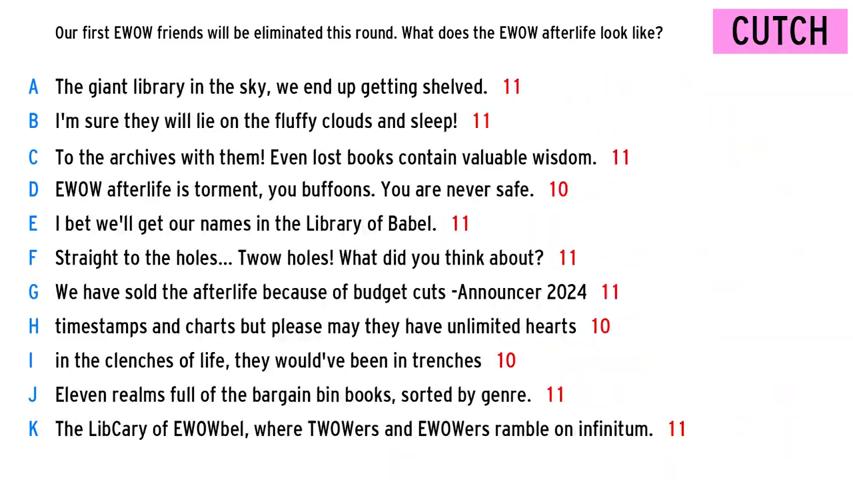 Our first EWOW friends will be eliminated this round. What does the EWOW afterlife look like?
CUTCH
A The giant library in the sky, we end up getting shelved. 11
B I'm sure they will lie on the fluffy clouds and sleep! 11
C To the archives with them! Even lost books contain valuable wisdom. 11
D EWOW afterlife is torment, you buffoons. You are never safe. 10
E I bet we'll get our names in the Library of Babel. 11
F Straight to the holes... Twow holes! What did you think about? 11
G We have sold the afterlife because of budget cuts -Announcer 2024 11
H timestamps and charts but please may they have unlimited hearts 10
I in the clenches of life, they would've been in trenches 10
J Eleven realms full of the bargain bin books, sorted by genre. 11
K The LibCary of EWOWbel, where TWOWers and EWOWers ramble on infinitum. 11